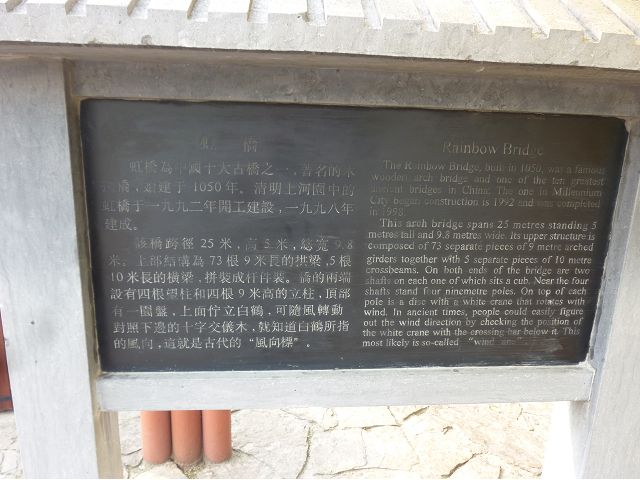 虹 橋
虹橋為中國十大古橋之一，著名的木
拱橋，始建于1050年。清明上河園中的
虹橋于一九九二年開工建設，一九九八年
建成。
該橋跨徑25米，高5米，總寬9.8
米。上部結構為73根9米長的拱梁，5根
10米長的橫梁，拼裝成杆件裝。橋的兩端
設有四根望柱和四根9米高的立柱，頂部
有一圓盤，上面佇立白鶴，可隨風轉動
對照下邊的十字交儀木，就知道白鶴所指
的風向，這就是古代的“風向標”。
Rainbow Bridge
The Rainbow Bridge, built in 1050, was a famous
wooden arch bridge and one of the ten greatest
ancient bridges in China. The one in Millennium
City began construction is 1992 and was completed
in 1998.
This arch bridge spans 25 metres standing 5
metres tall and 9.8 metres wide. Its upper structure is
composed of 73 separate pieces of 9 metre arched
girders together with 5 separate pieces of 10 metre
crossbeams. On both ends of the bridge are two
shafts on each one of which sits a cub. Near the four
shafts stand four ninemetre poles. On top of each
pole is a disc with a white crane that rotates with
wind. In ancient times, people could easily figure
out the wind direction by checking the position of
the white crane with the crossing bar below it. This
most likely is so-called "wind